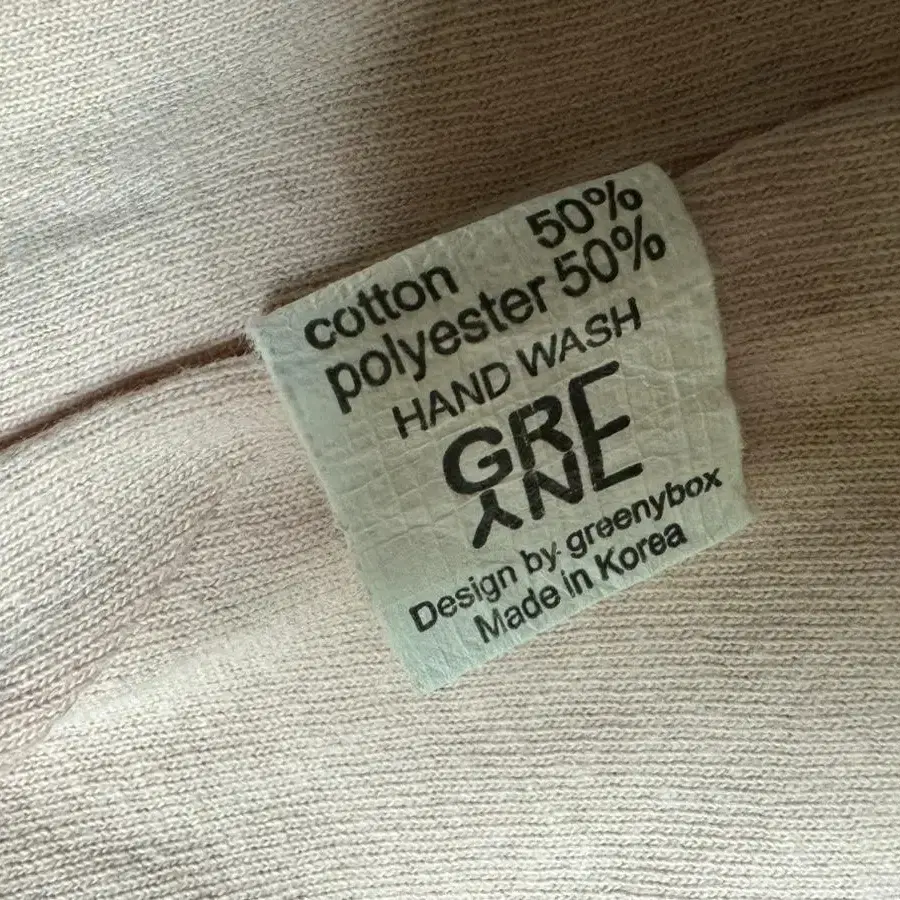 cotton 50%
polyester 50%
HAND WASH
GRE
YNE
Design by greenybox
Made in Korea